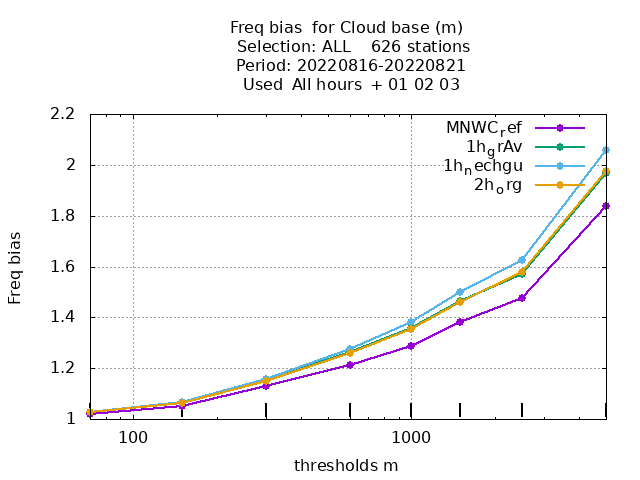 Freq bias  for Cloud base (m)
Selection: ALL    626 stations
Period: 20220816-20220821
Used  All hours  + 01 02 03
MNWCref
1hgrAv
1hnechgu
2horg
2.2
2
1.8
1.6
1.4
1.2
1
Freq bias
100
1000
thresholds m